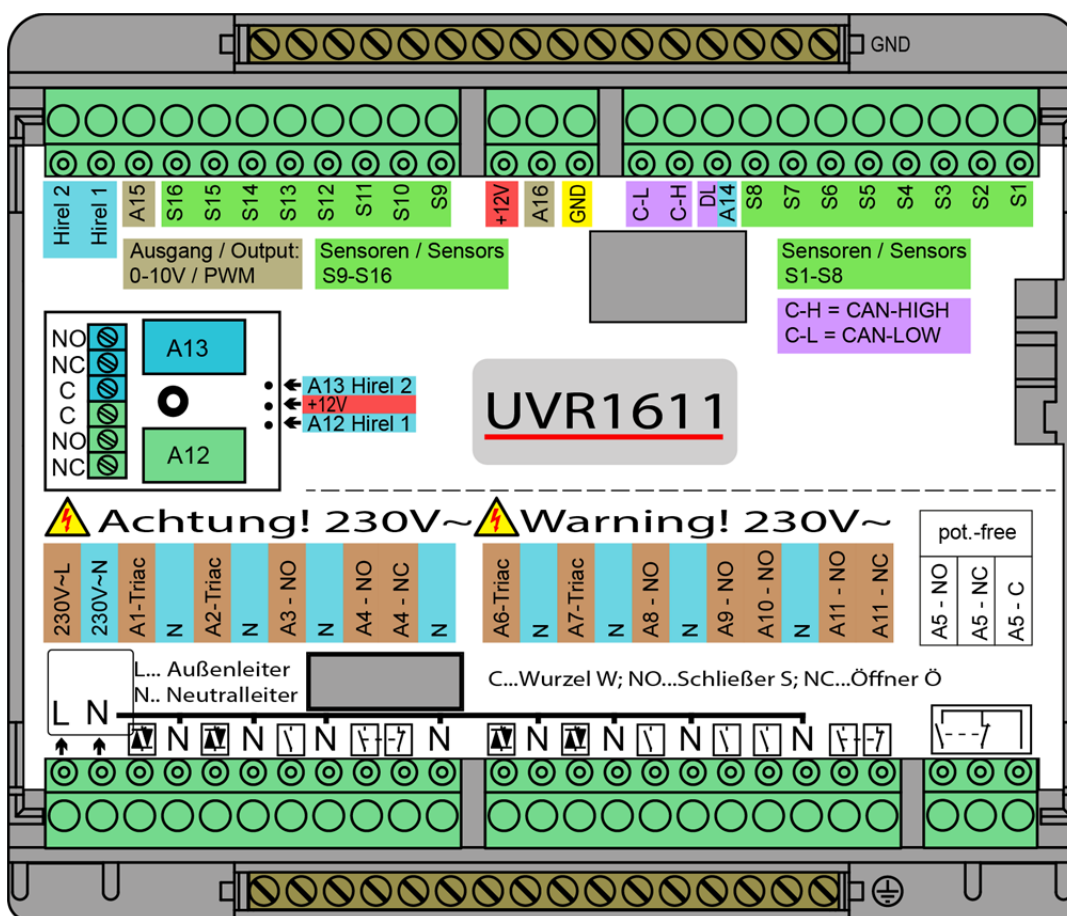 GND
Hirel 2
Hirel 1
A15
S16
S15
S14
S13
S12
S11
S10
S9
+12V
A16
GND
C-L
C-H
DL
A14
S8
S7
S6
S5
S4
S3
S2
S1
Ausgang / Output:
0-10V / PWM
Sensoren / Sensors
S9-S16
Sensoren / Sensors
S1-S8
C-H = CAN-HIGH
C-L = CAN-LOW
NO
NC
C
C
NO
NC
A13
A12
A13 Hirel 2
+12V
A12 Hirel 1
UVR1611
Achtung! 230V~
Warning! 230V~
230V~L
230V~N
A1-Triac
N
A2-Triac
N
A3 - NO
N
A4 - NO
A4 - NC
N
A6-Triac
N
A7-Triac
N
A8 - NO
N
A9 - NO
A10 - NO
N
A11 - NO
A11 - NC
pot.-free
A5 - NO
A5 - NC
A5 - C
L... Außenleiter
N.. Neutralleiter
C...Wurzel W; NO...Schließer S; NC...Öffner Ö
L N N N N N N N N